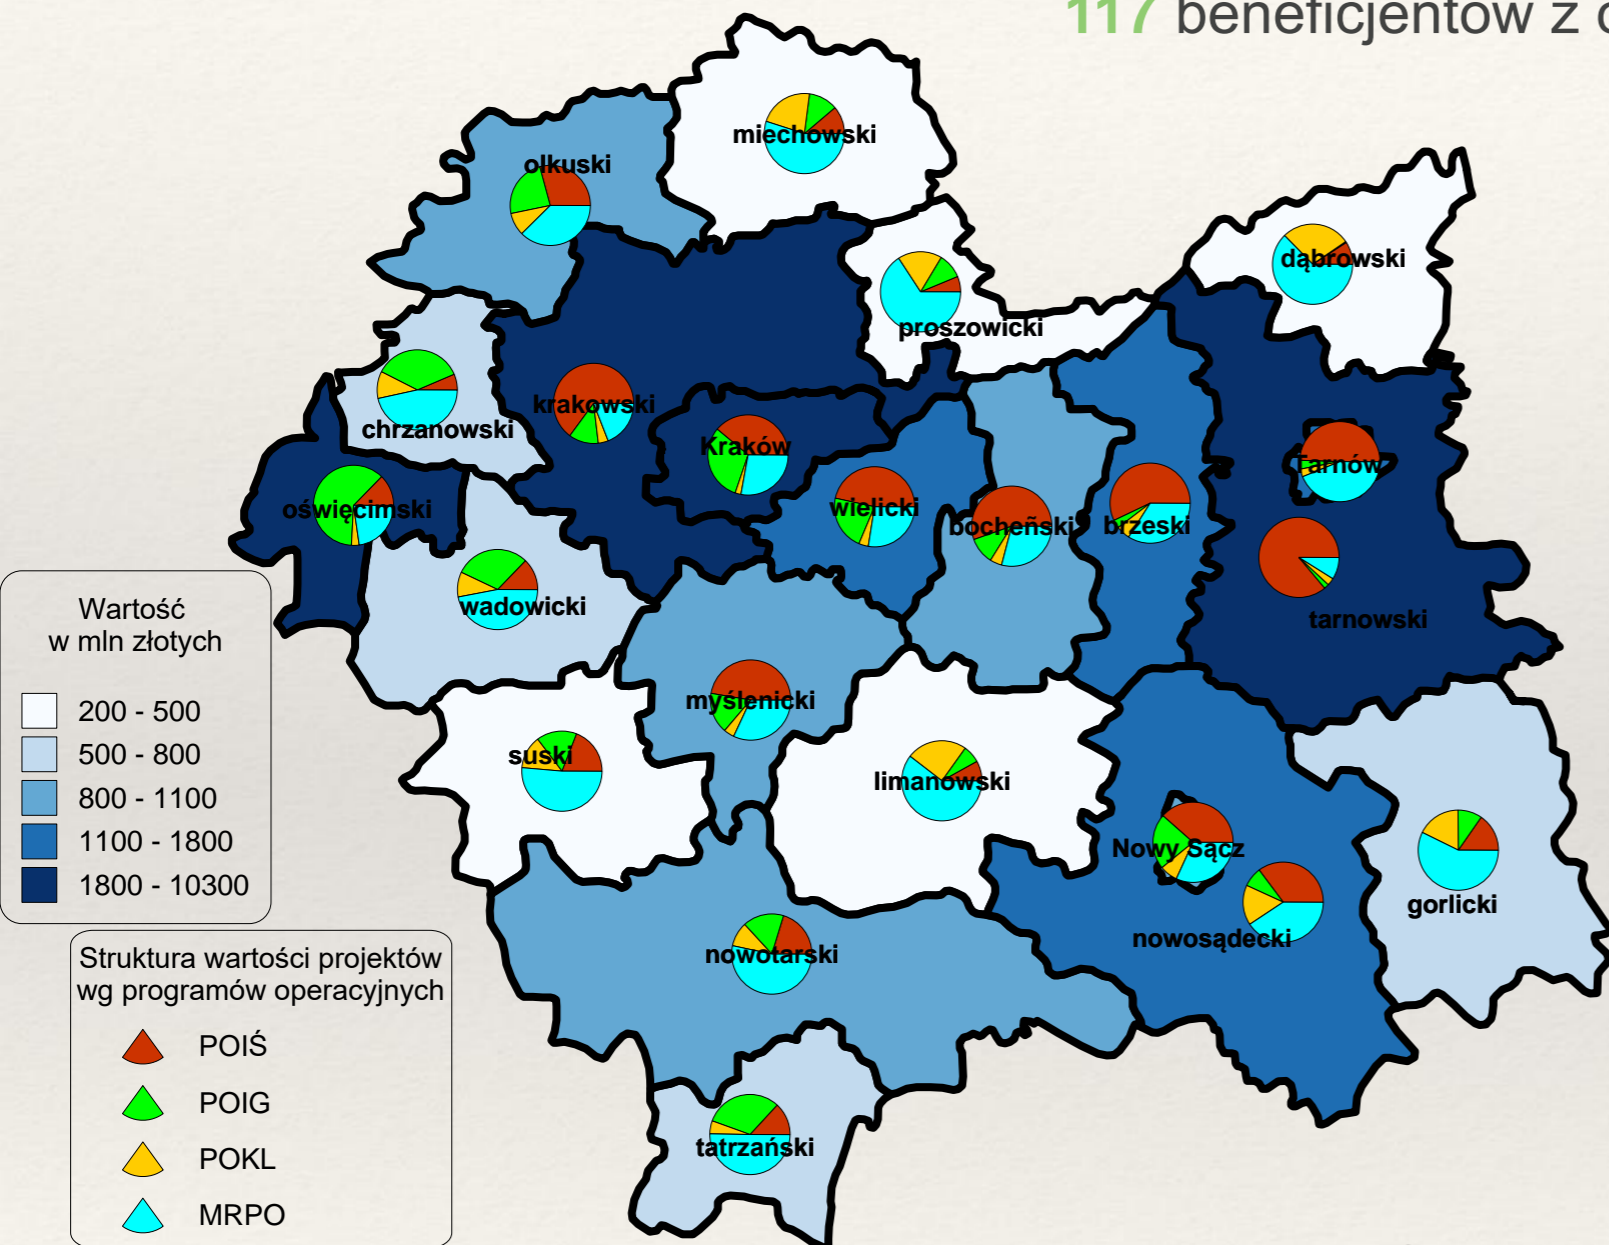 117 beneficjentów z
miechowski
olkuski
dąbrowski
proszowicki
krakowski
chrzanowski
Kraków
Tarnów
oświęcimski
wielicki
bocheñski
brzeski
wadowicki
tarnowski
myślenicki
suski
limanowski
Nowy Sącz
gorlicki
nowosądecki
nowotarski
tatrzański
Wartość
w mln złotych
200 - 500
500 - 800
800 - 1100
1100 - 1800
1800 - 10300
Struktura wartości projektów
wg programów operacyjnych
POIŚ
POIG
POKL
MRPO